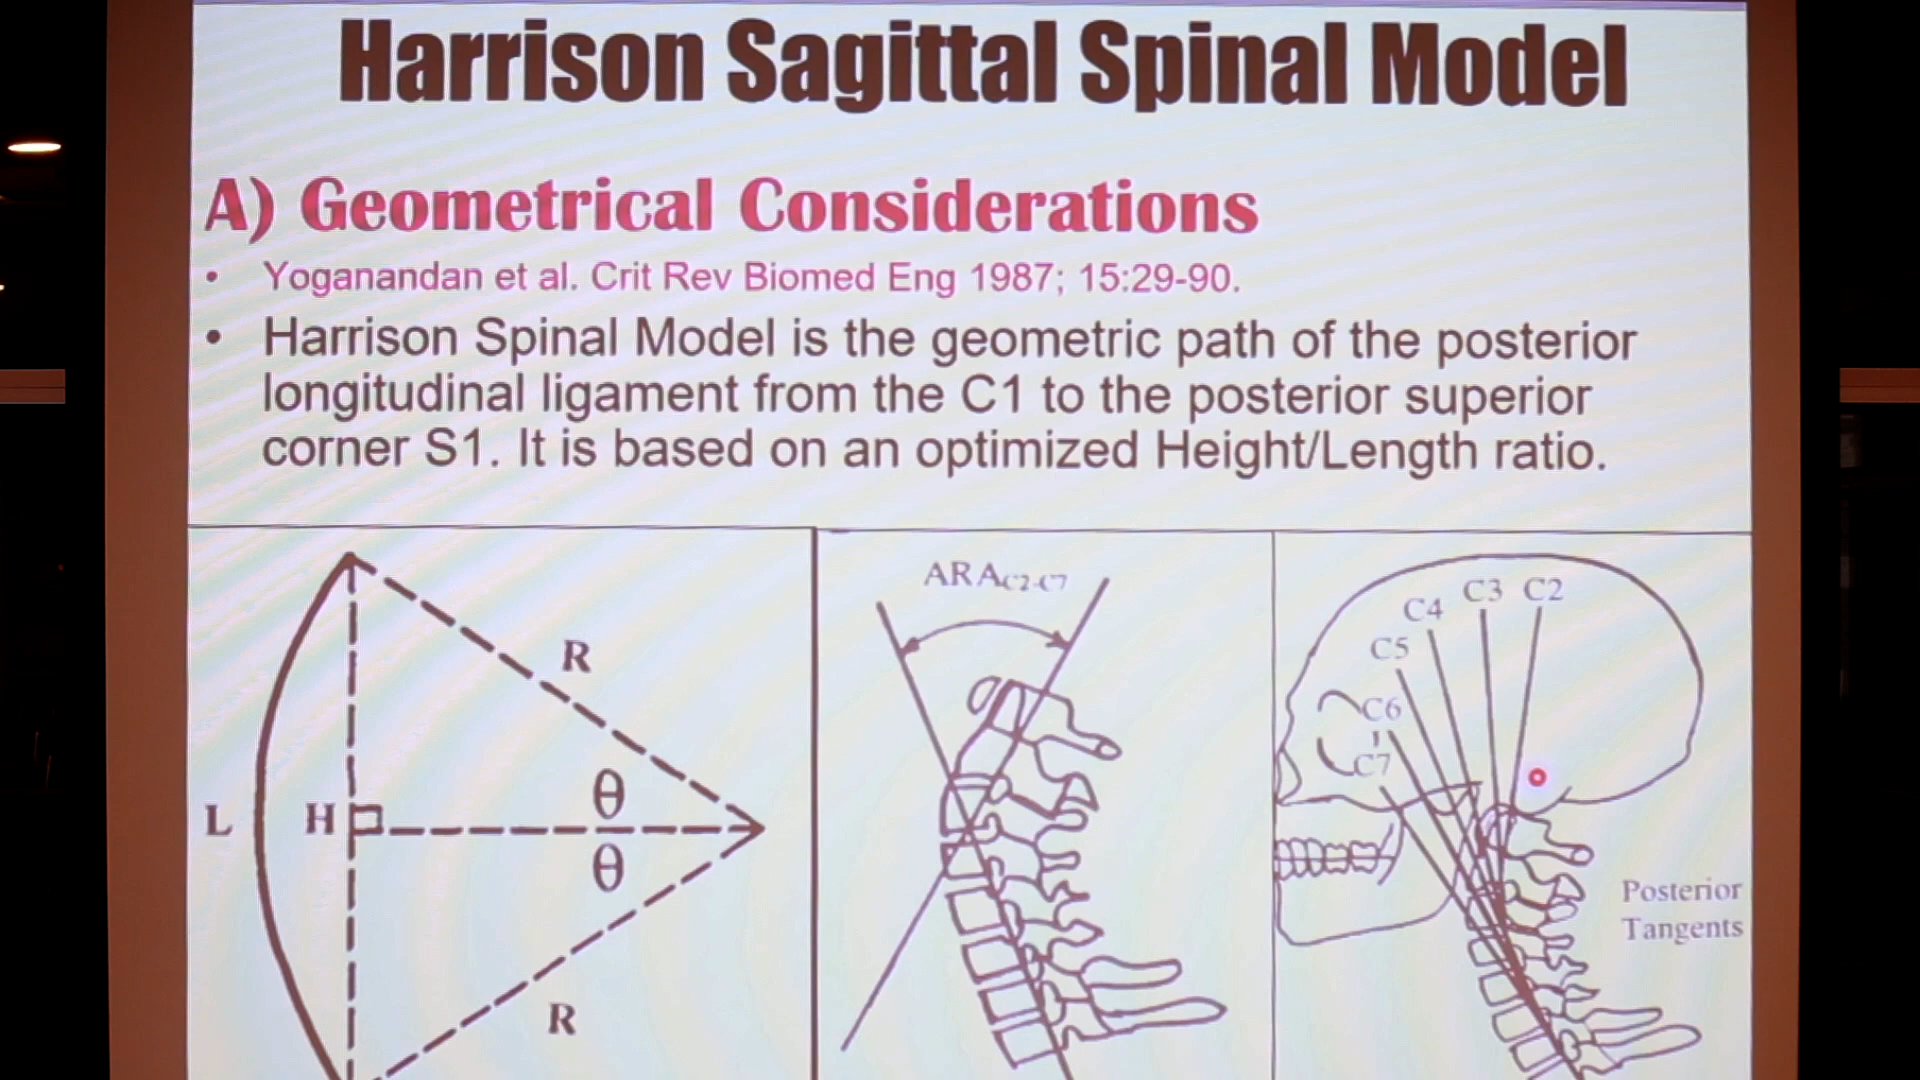 Harrison Sagittal Spinal Model
A) Geometrical Considerations
• Yoganandan et al. Crit Rev Biomed Eng 1987; 15:29-90.
• Harrison Spinal Model is the geometric path of the posterior
longitudinal ligament from the C1 to the posterior superior
corner S1. It is based on an optimized Height/Length ratio.
R
θ
L
H
θ
R
ARA C2-C7
C2
C3
C4
C5
C6
C7
Posterior
Tangents